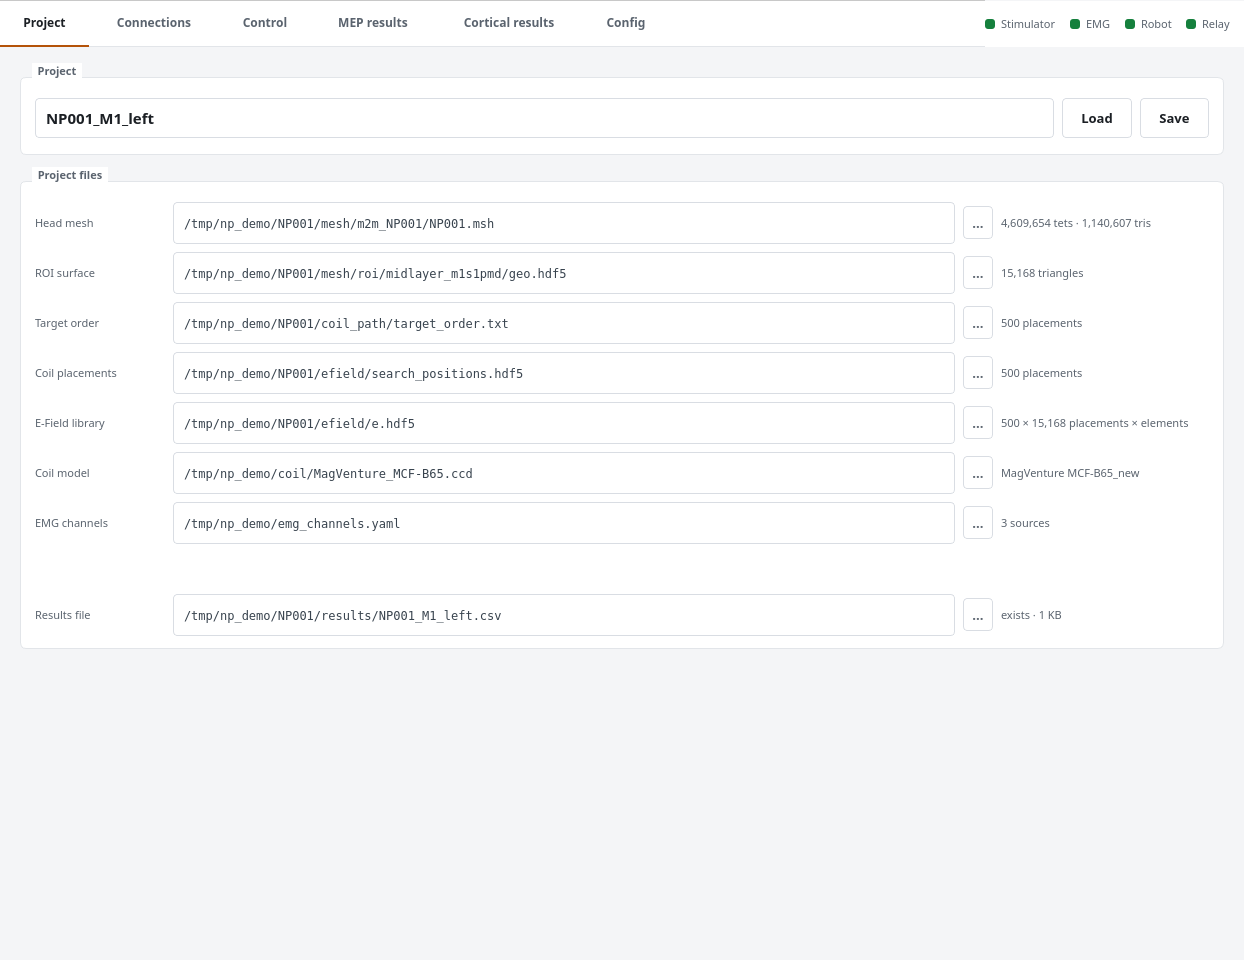 Project Connections Control MEP results Cortical results Config Stimulator EMG Robot Relay
Project
NP001_M1_left Load Save
Project files
Head mesh /tmp/np_demo/NP001/mesh/m2m_NP001/NP001.msh ... 4,609,654 tets · 1,140,607 tris
ROI surface /tmp/np_demo/NP001/mesh/roi/midlayer_m1s1pmd/geo.hdf5 ... 15,168 triangles
Target order /tmp/np_demo/NP001/coil_path/target_order.txt ... 500 placements
Coil placements /tmp/np_demo/NP001/efield/search_positions.hdf5 ... 500 placements
E-Field library /tmp/np_demo/NP001/efield/e.hdf5 ... 500 × 15,168 placements × elements
Coil model /tmp/np_demo/coil/MagVenture_MCF-B65.ccd ... MagVenture MCF-B65_new
EMG channels /tmp/np_demo/emg_channels.yaml ... 3 sources
Results file /tmp/np_demo/NP001/results/NP001_M1_left.csv ... exists · 1 KB